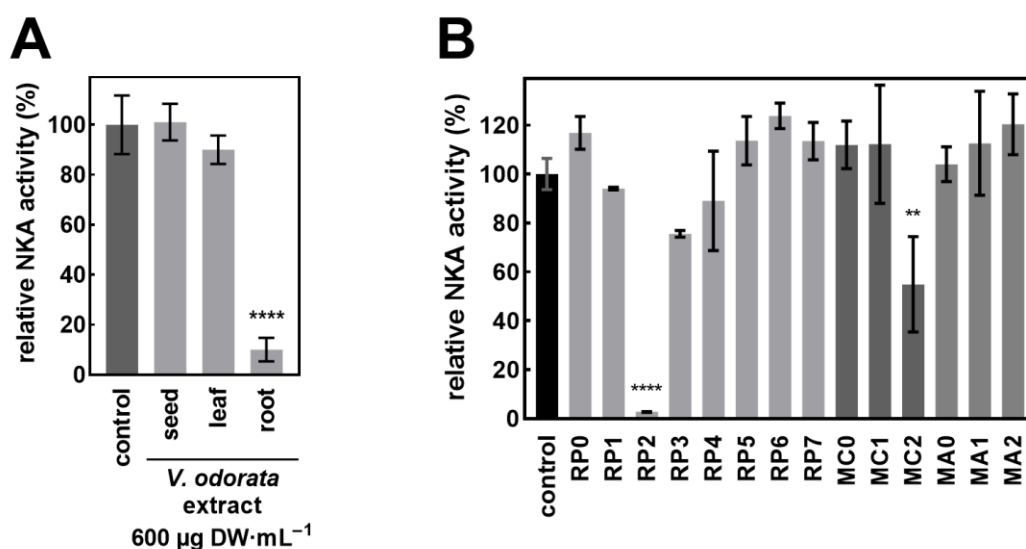 A
relative NKA activity (%)
100
80
60
40
20
0
****
control
seed
leaf
root
V. odorata
extract
600 µg DW·mL⁻¹
B
relative NKA activity (%)
120
100
80
60
40
20
0
****
**
control
RP0
RP1
RP2
RP3
RP4
RP5
RP6
RP7
MC0
MC1
MC2
MA0
MA1
MA2